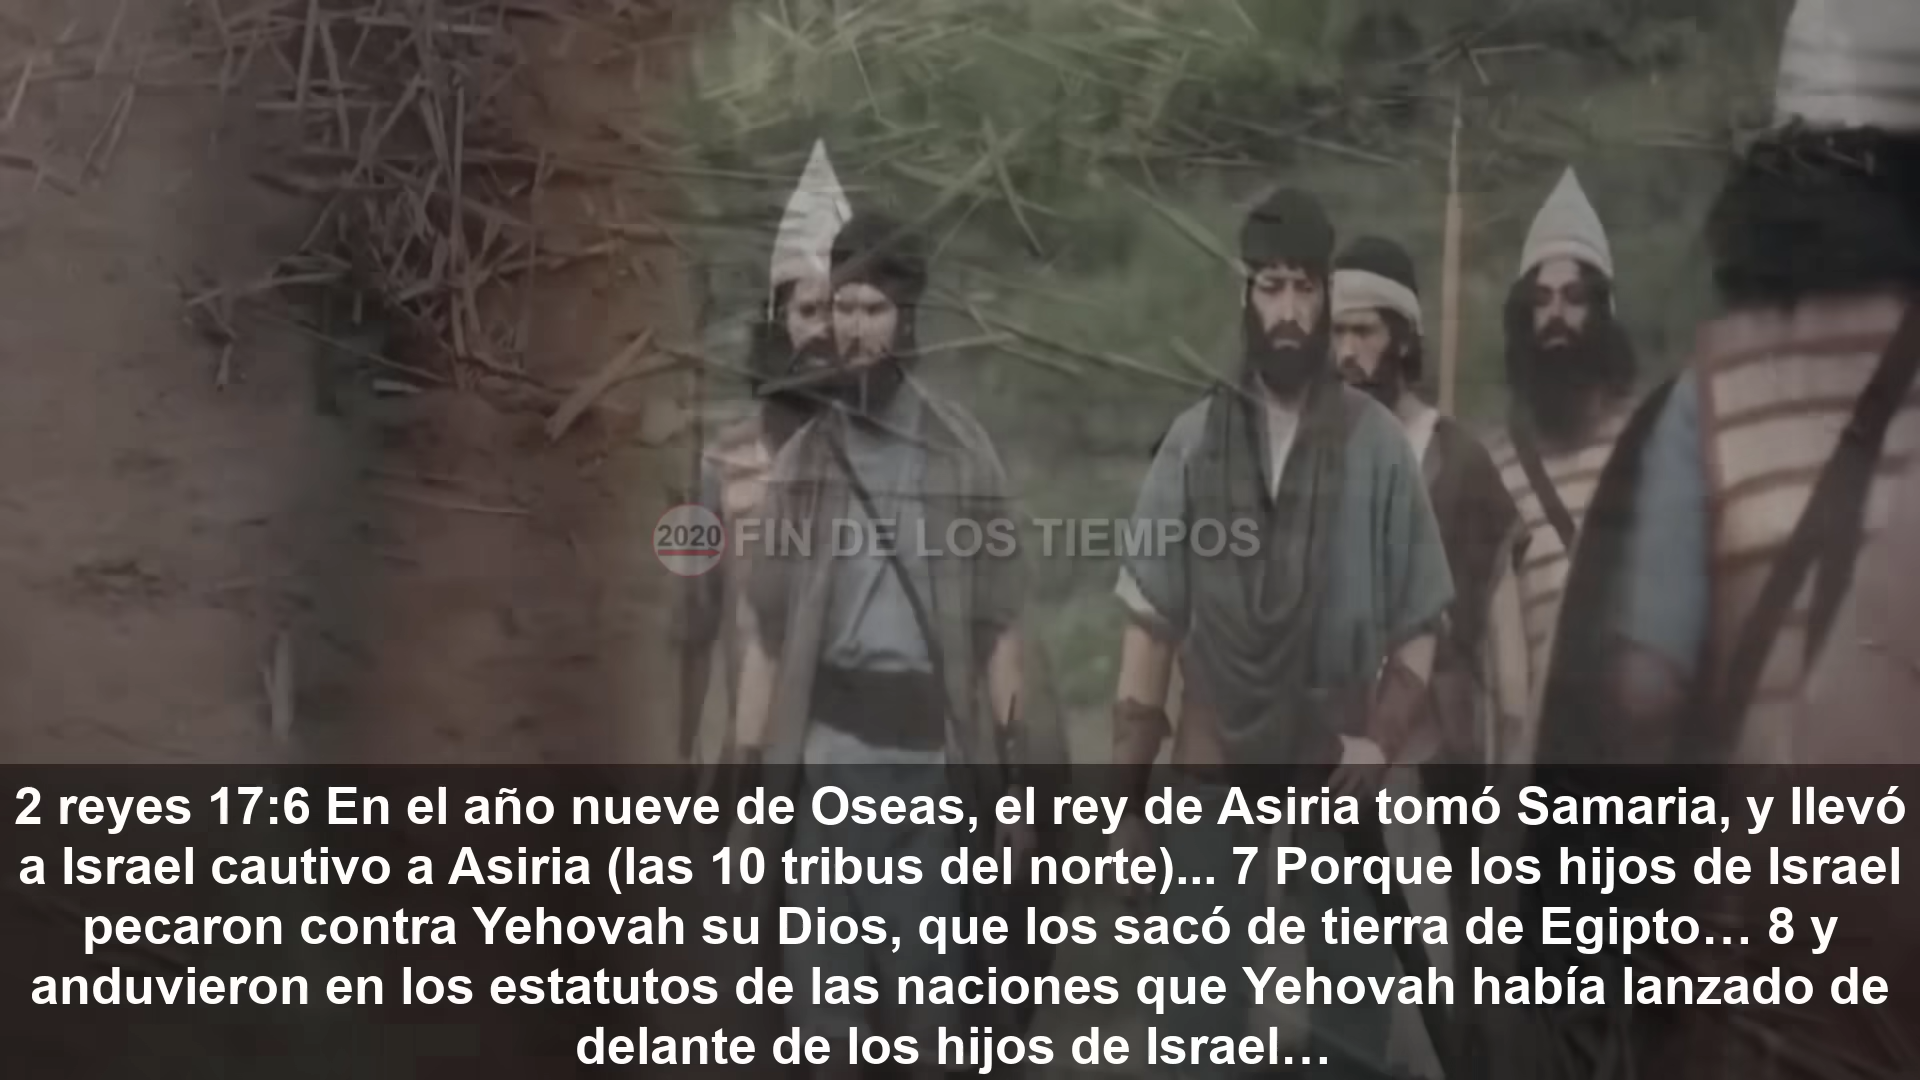 2020 FIN DE LOS TIEMPOS
2 reyes 17:6 En el año nueve de Oseas, el rey de Asiria tomó Samaria, y llevó
a Israel cautivo a Asiria (las 10 tribus del norte)... 7 Porque los hijos de Israel
pecaron contra Yehovah su Dios, que los sacó de tierra de Egipto… 8 y
anduvieron en los estatutos de las naciones que Yehovah había lanzado de
delante de los hijos de Israel…